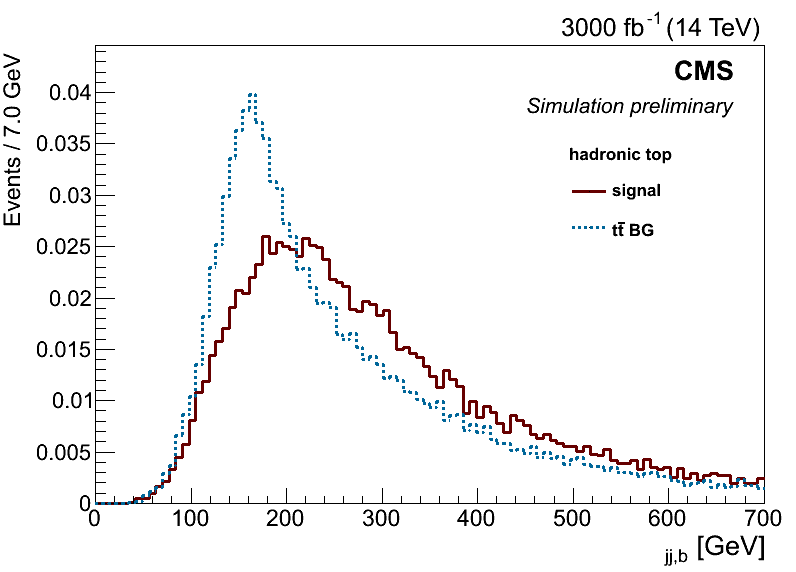 3000 fb⁻¹ (14 TeV)
CMS
Simulation preliminary
hadronic top
signal
tt̄ BG
Events / 7.0 GeV
0.04
0.035
0.03
0.025
0.02
0.015
0.01
0.005
0
0 100 200 300 400 500 600 700
jj,b [GeV]